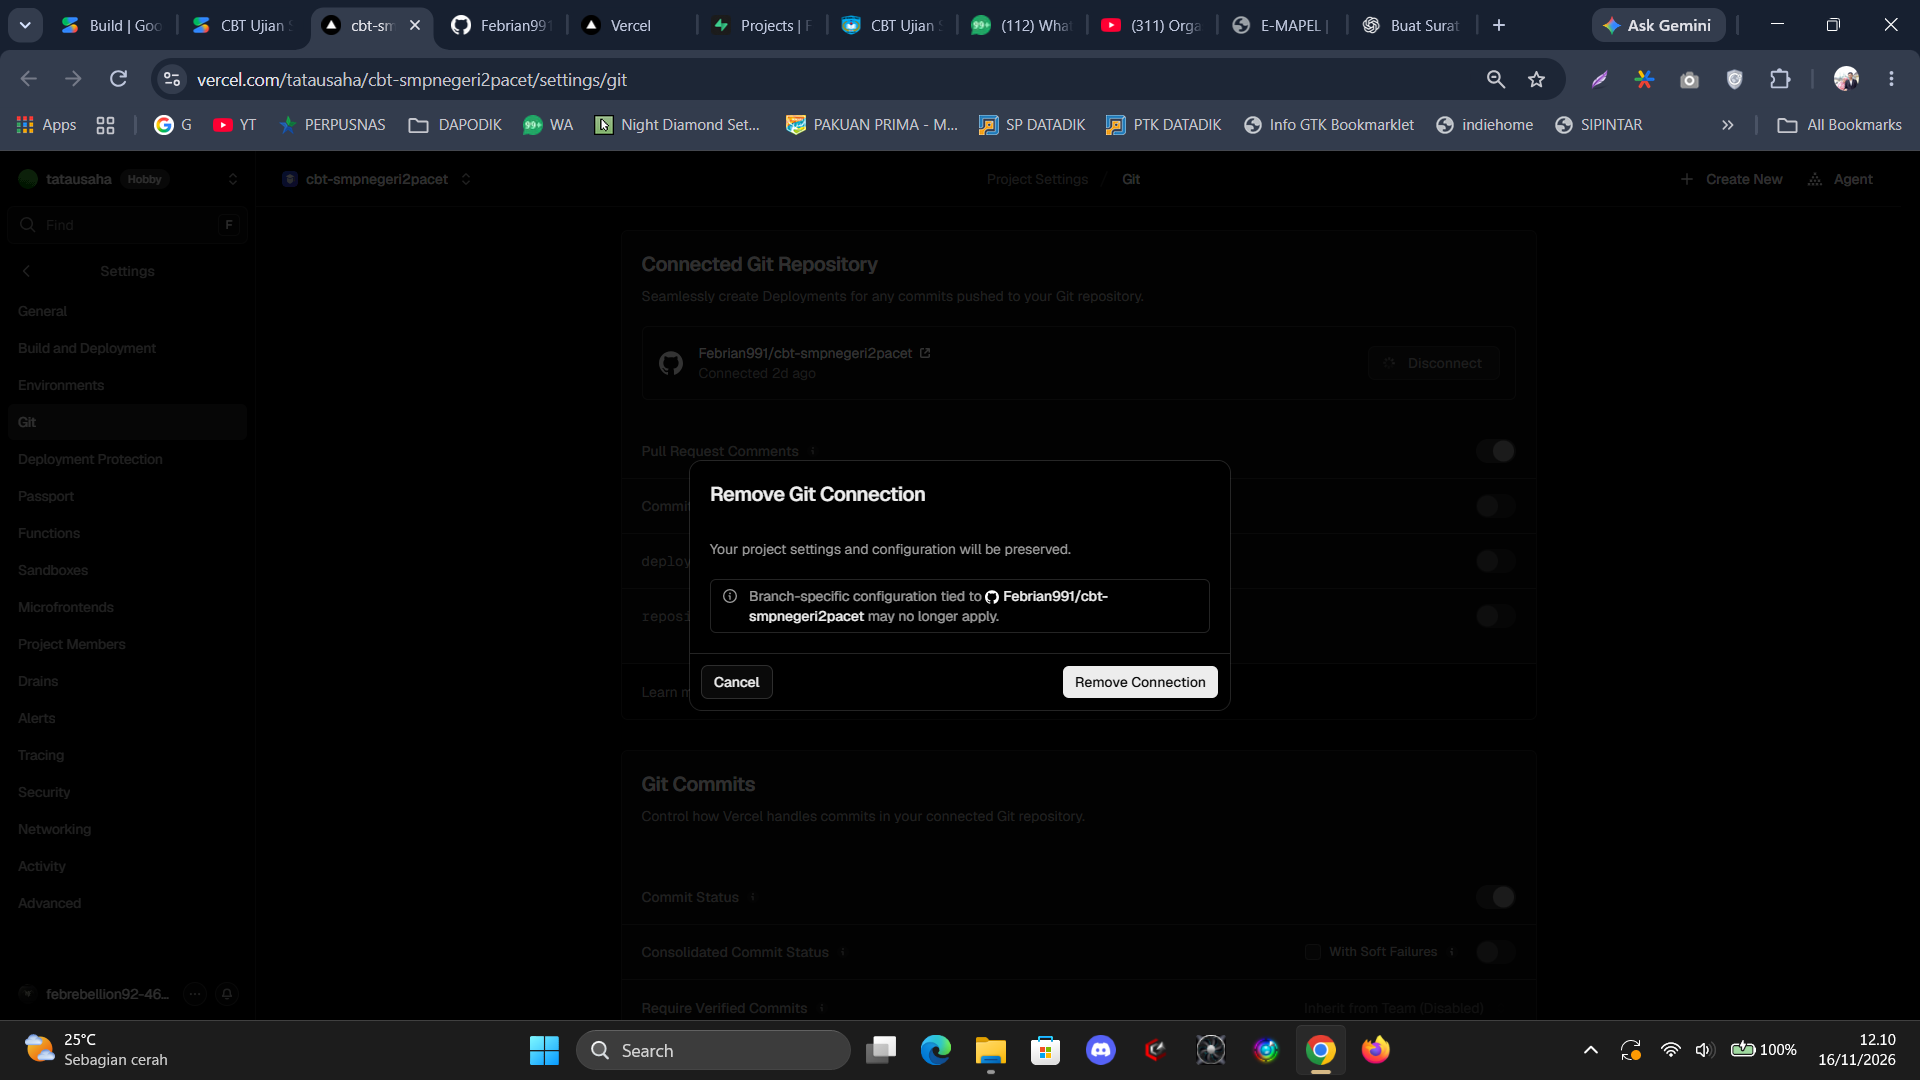 Build | Goo
CBT Ujian S
cbt-sm
Febrian991
Vercel
Projects | F
CBT Ujian S
(112) What
(311) Orga
E-MAPEL |
Buat Surat
Ask Gemini
vercel.com/tatausaha/cbt-smpnegeri2pacet/settings/git
Apps
G
YT
PERPUSNAS
DAPODIK
99+
WA
Night Diamond Set...
PAKUAN PRIMA - M...
SP DATADIK
PTK DATADIK
Info GTK Bookmarklet
indiehome
SIPINTAR
All Bookmarks
tatausaha Hobby
cbt-smpnegeri2pacet
Project Settings / Git
Create New
Agent
Find F
Settings
General
Build and Deployment
Environments
Git
Deployment Protection
Passport
Functions
Sandboxes
Microfrontends
Project Members
Drains
Alerts
Tracing
Security
Networking
Activity
Advanced
febrebellion92-46...
Connected Git Repository
Seamlessly create Deployments for any commits pushed to your Git repository.
Febrian991/cbt-smpnegeri2pacet
Connected 2d ago
Disconnect
Pull Request Comments
Commit
deploy
reposi
Learn m
Remove Git Connection
Your project settings and configuration will be preserved.
Branch-specific configuration tied to Febrian991/cbt-
smpnegeri2pacet may no longer apply.
Cancel
Remove Connection
Git Commits
Control how Vercel handles commits in your connected Git repository.
Commit Status
Consolidated Commit Status
With Soft Failures
Require Verified Commits
Inherit from Team (Disabled)
25°C
Sebagian cerah
Search
100%
12.10
16/11/2026